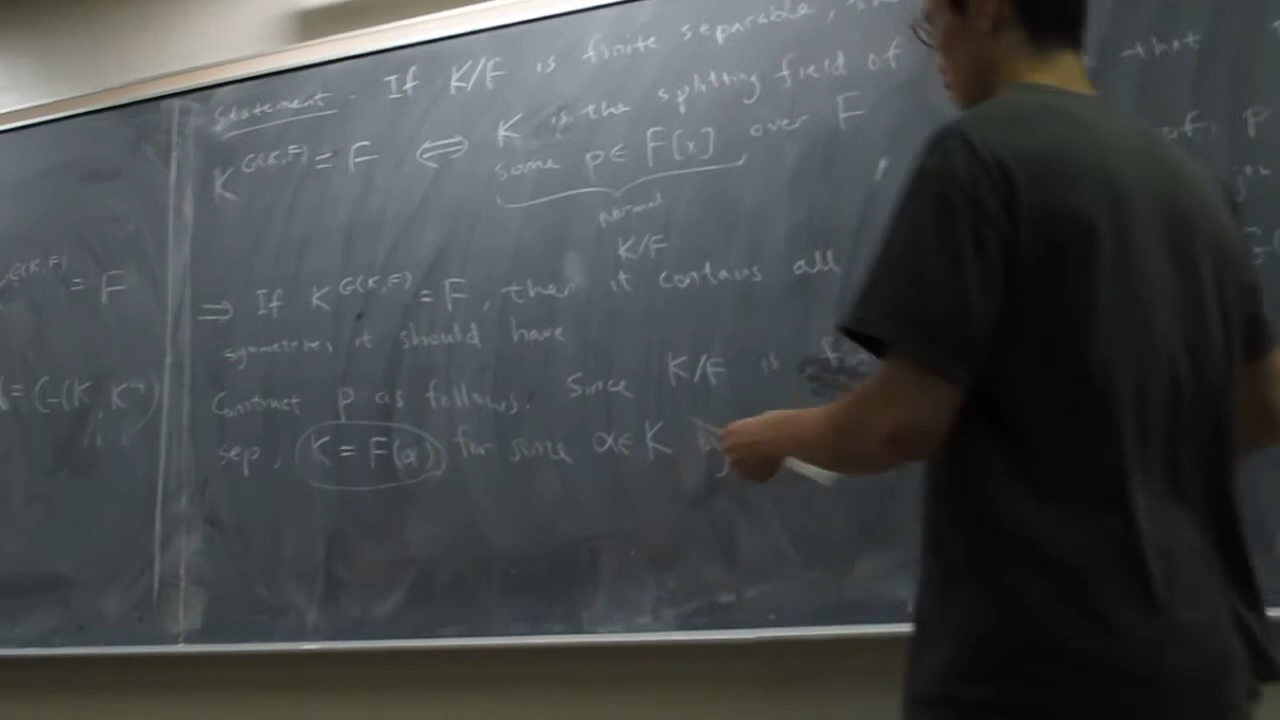 G(K,F) = F
Statement. If K/F is finite separable,
K^{G(K,F)} = F ⇔ K is the splitting field of
some p ∈ F[x] over F
normal
K/F
⇒ If K^{G(K,F)} = F, then it contains all
symmetries it should have
Construct p as follows. Since K/F is
sep, K = F(α) for some α ∈ K
that